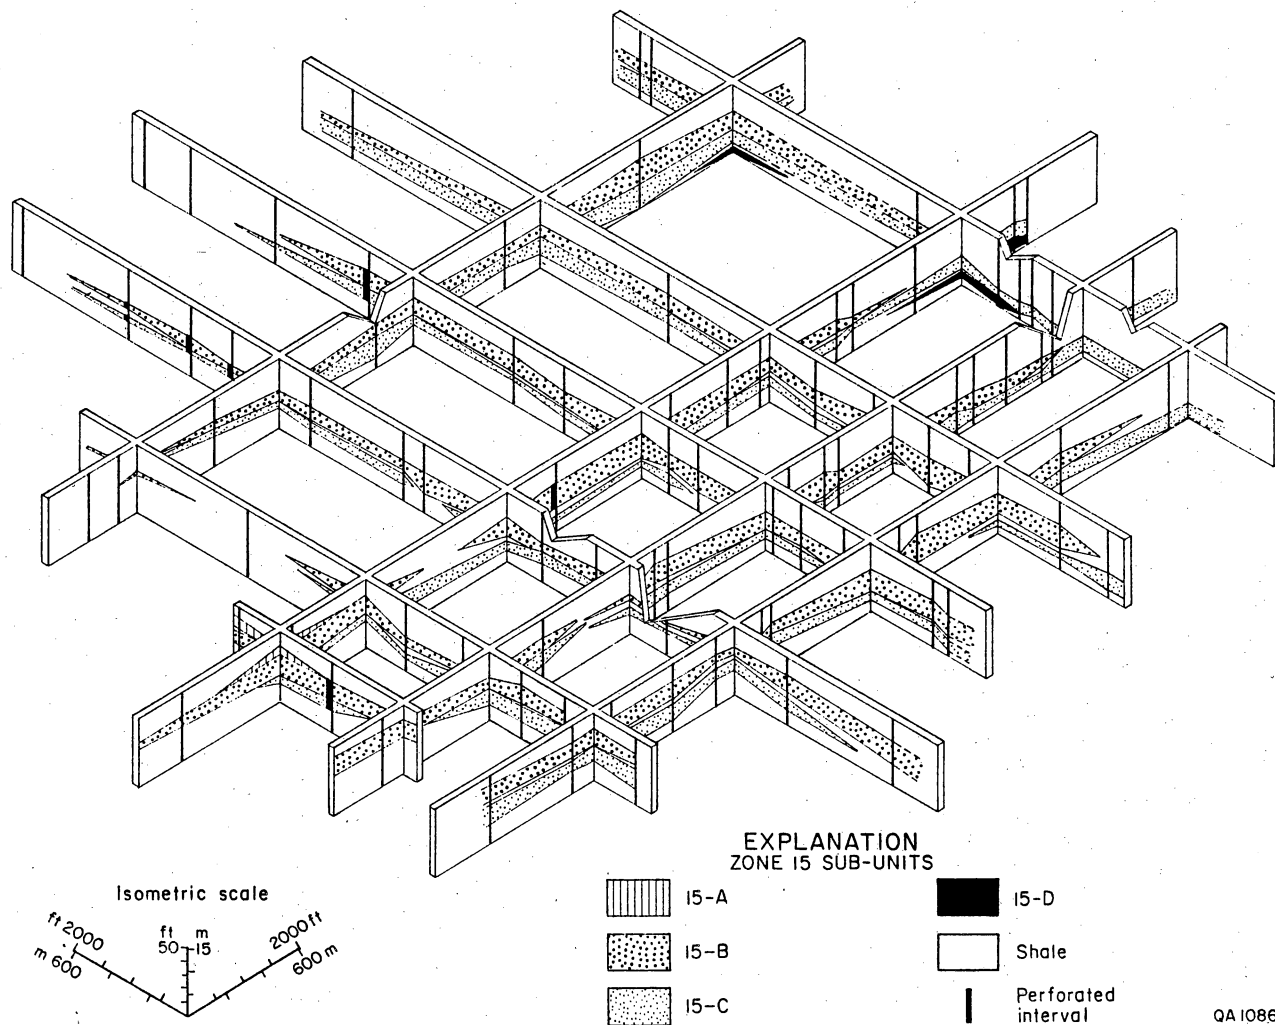 EXPLANATION
ZONE 15 SUB-UNITS
15-A
15-B
15-C
15-D
Shale
Perforated
interval
Isometric scale
ft 2000
m 600
ft m
50 15
2000 ft
600 m
QA 1086